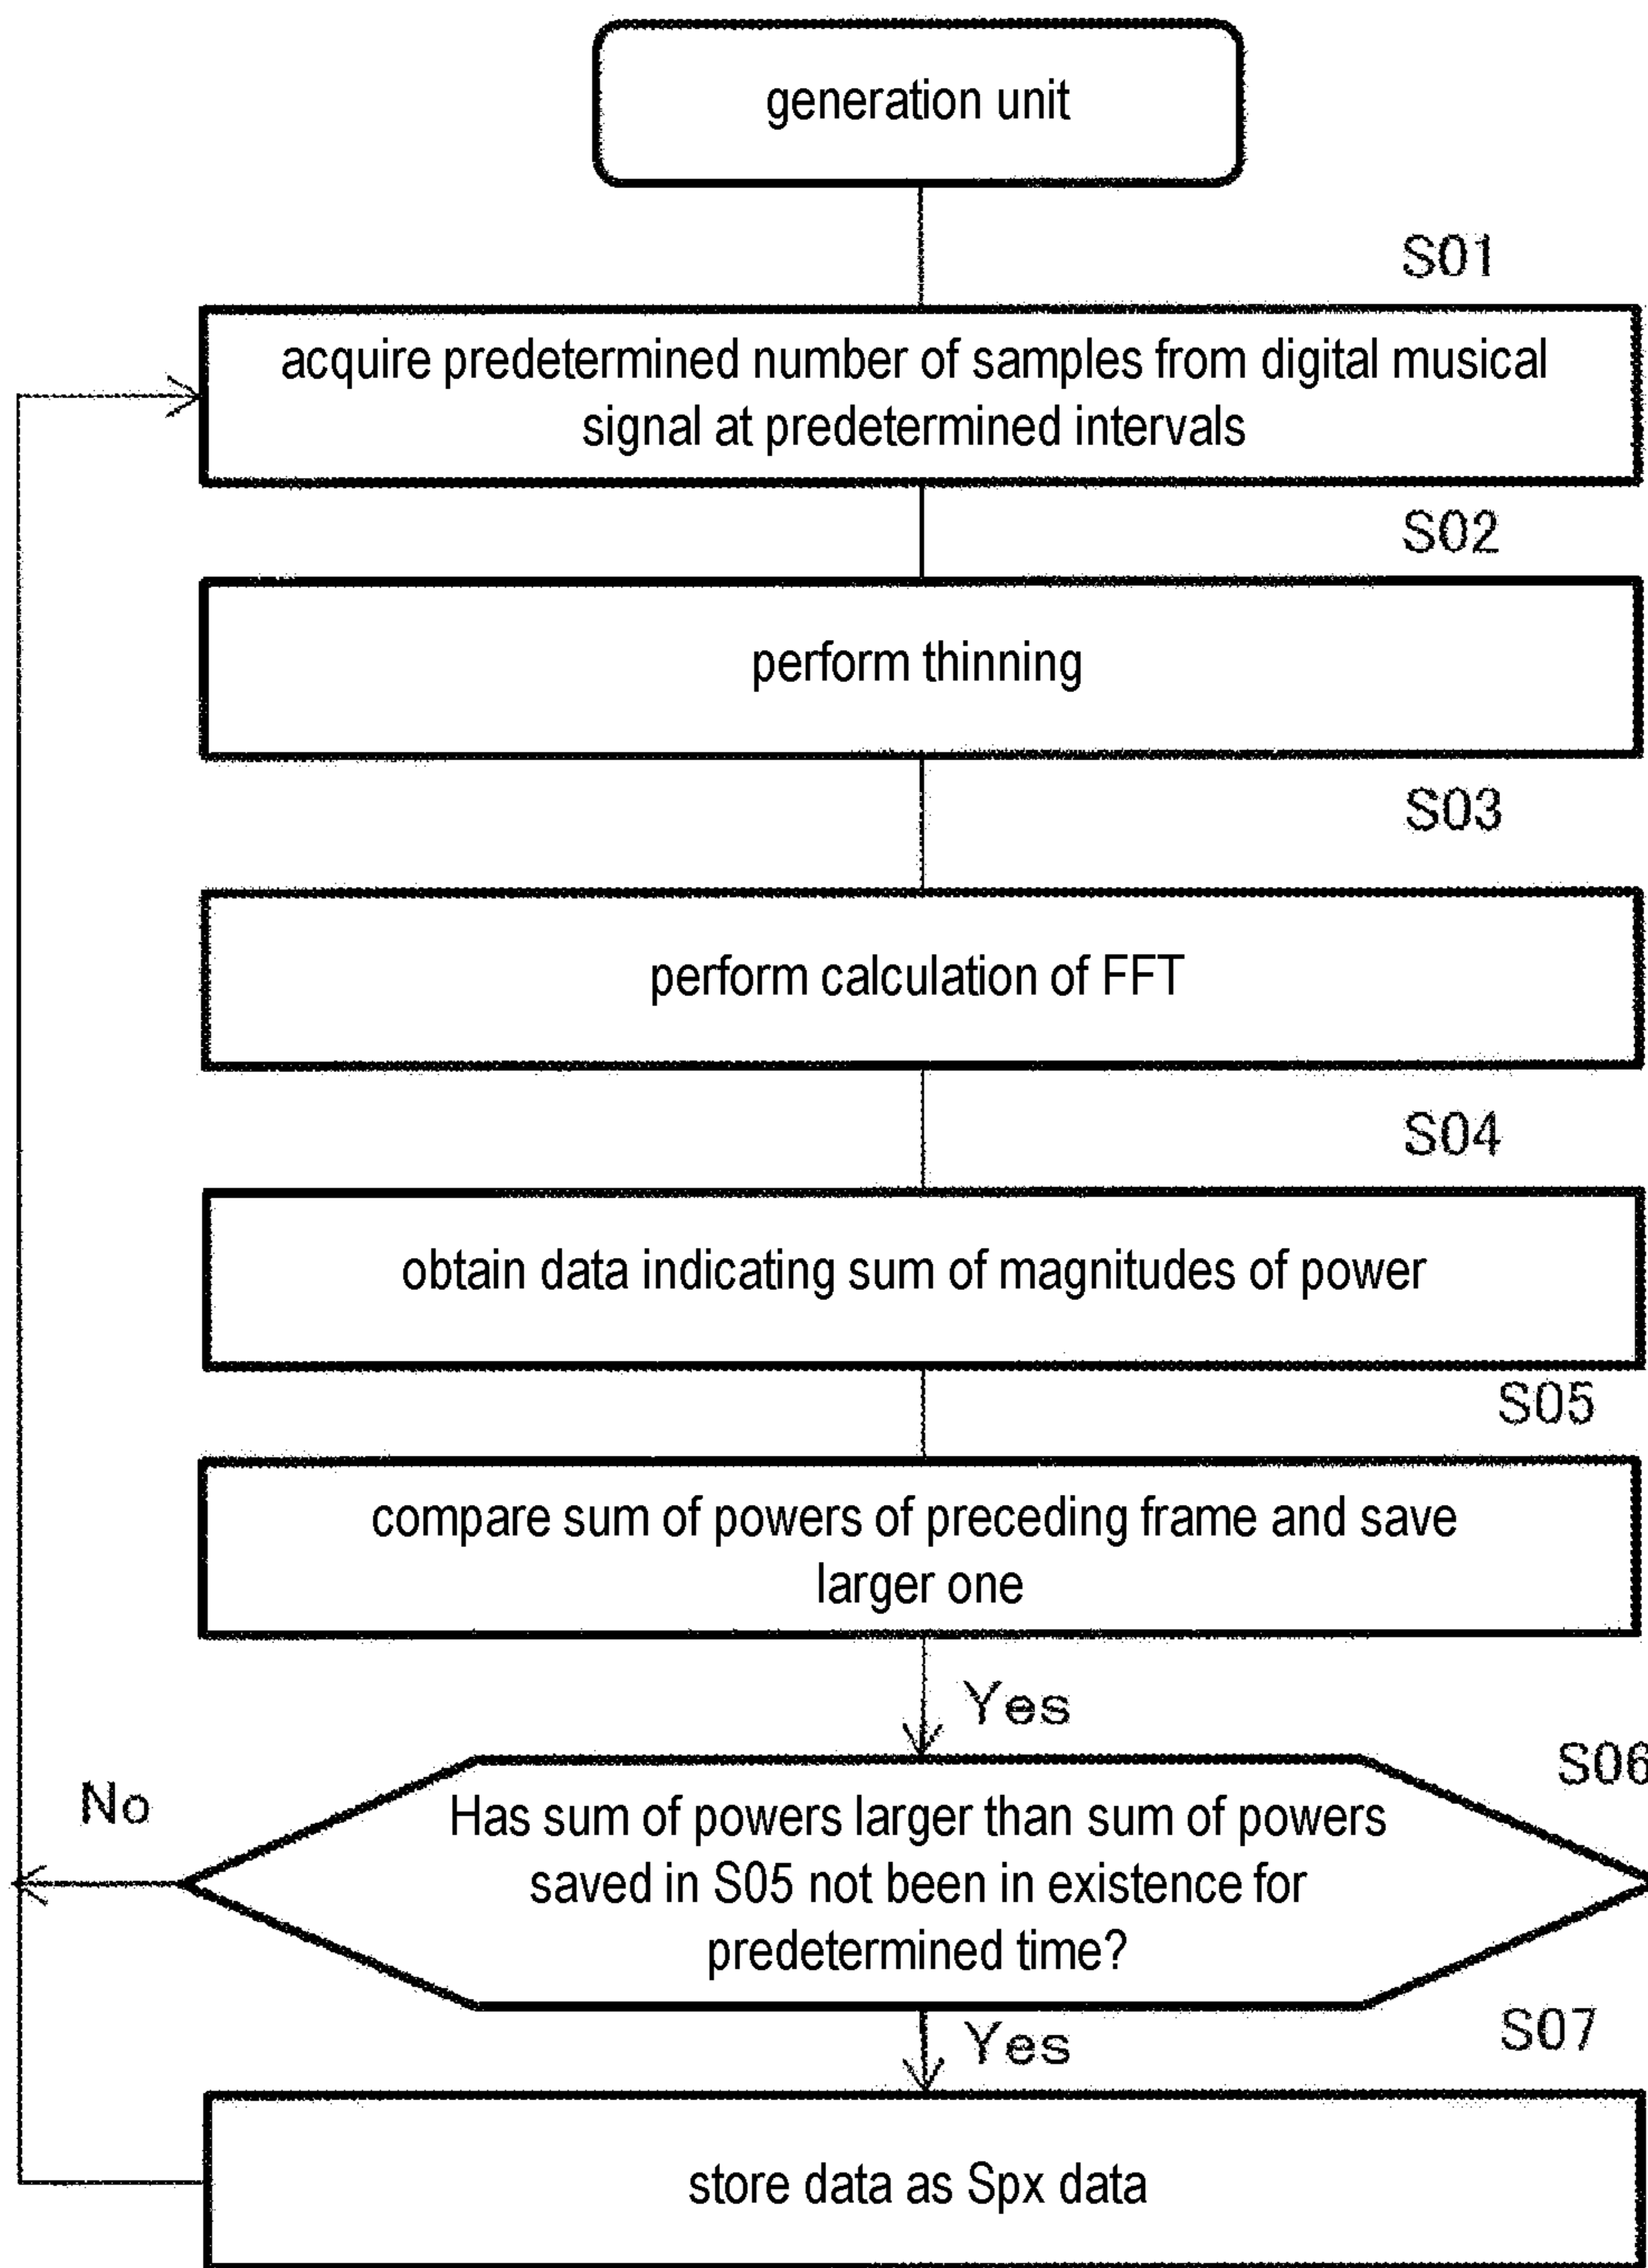 generation unit
S01
acquire predetermined number of samples from digital musical
signal at predetermined intervals
S02
perform thinning
S03
perform calculation of FFT
S04
obtain data indicating sum of magnitudes of power
S05
compare sum of powers of preceding frame and save
larger one
Yes
S06
No
Has sum of powers larger than sum of powers
saved in S05 not been in existence for
predetermined time?
Yes
S07
store data as Spx data